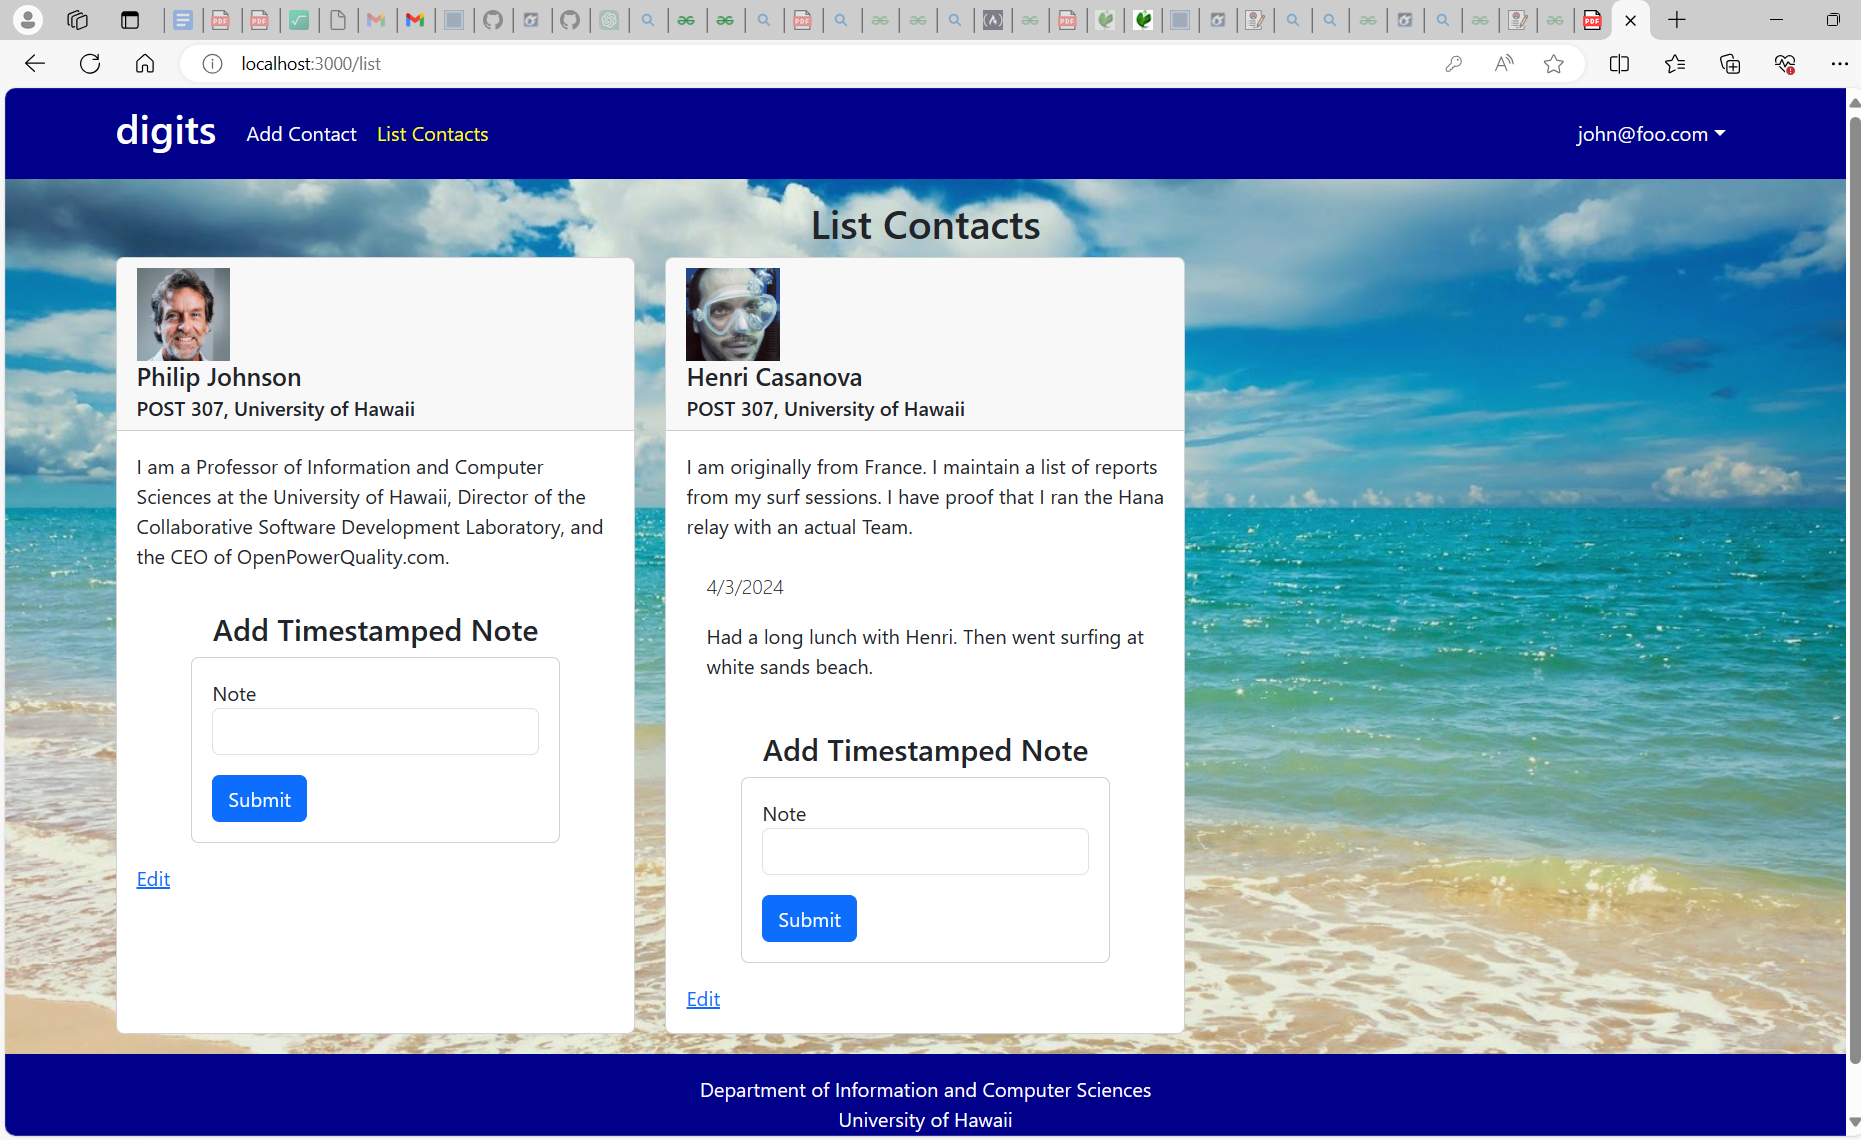 localhost:3000/list
digits Add Contact List Contacts john@foo.com
List Contacts
Philip Johnson
POST 307, University of Hawaii
I am a Professor of Information and Computer
Sciences at the University of Hawaii, Director of the
Collaborative Software Development Laboratory, and
the CEO of OpenPowerQuality.com.
Add Timestamped Note
Note
Submit
Edit
Henri Casanova
POST 307, University of Hawaii
I am originally from France. I maintain a list of reports
from my surf sessions. I have proof that I ran the Hana
relay with an actual Team.
4/3/2024
Had a long lunch with Henri. Then went surfing at
white sands beach.
Add Timestamped Note
Note
Submit
Edit
Department of Information and Computer Sciences
University of Hawaii